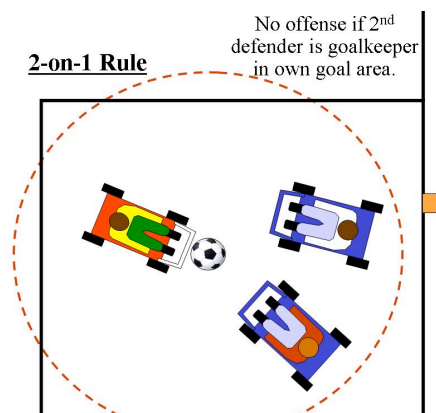 No offense if 2nd
defender is goalkeeper
2-on-1 Rule
in own goal area.